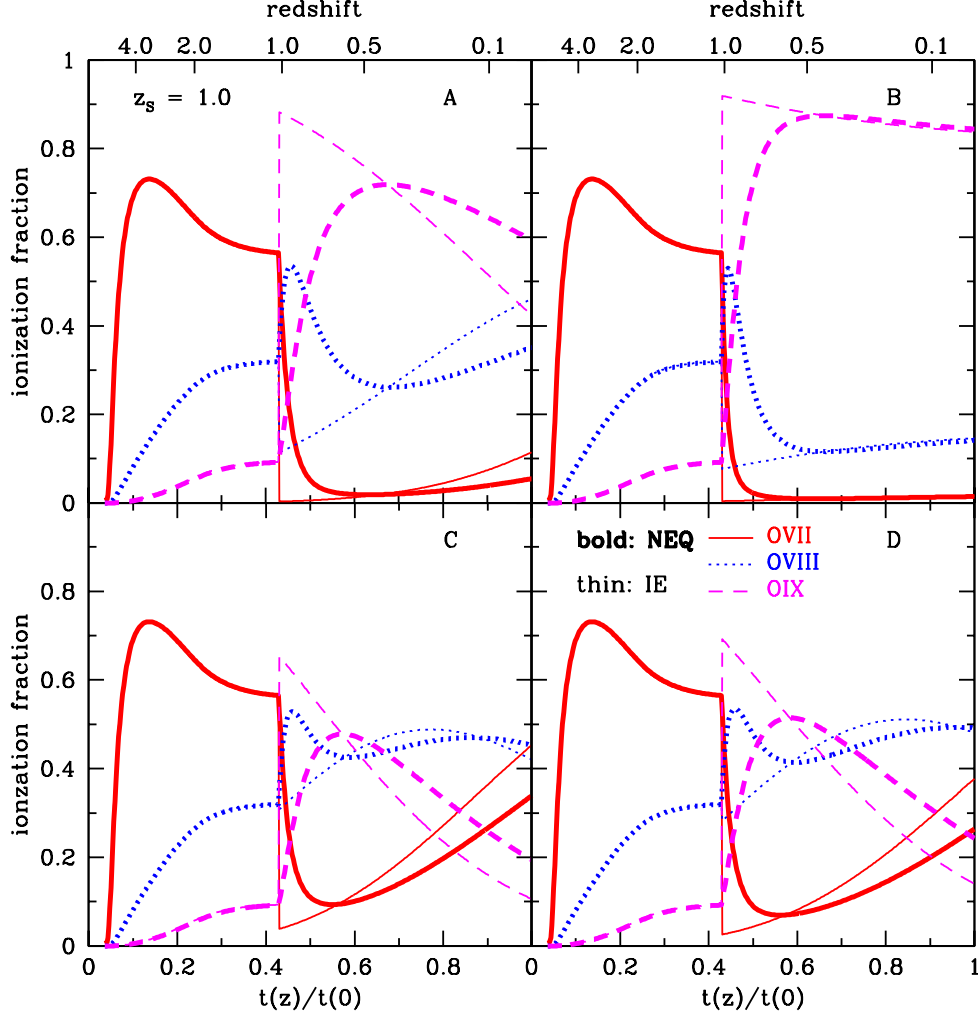 redshift redshift
4.0 2.0 1.0 0.5 0.1 4.0 2.0 1.0 0.5 0.1
1
z_s = 1.0 A B
0.8
0.6
0.4
0.2
0
ionization fraction
C bold: NEQ OVII D
OVIII
thin: IE OIX
0.8
0.6
0.4
0.2
0
ionization fraction
0 0.2 0.4 0.6 0.8 0 0.2 0.4 0.6 0.8 1
t(z)/t(0) t(z)/t(0)